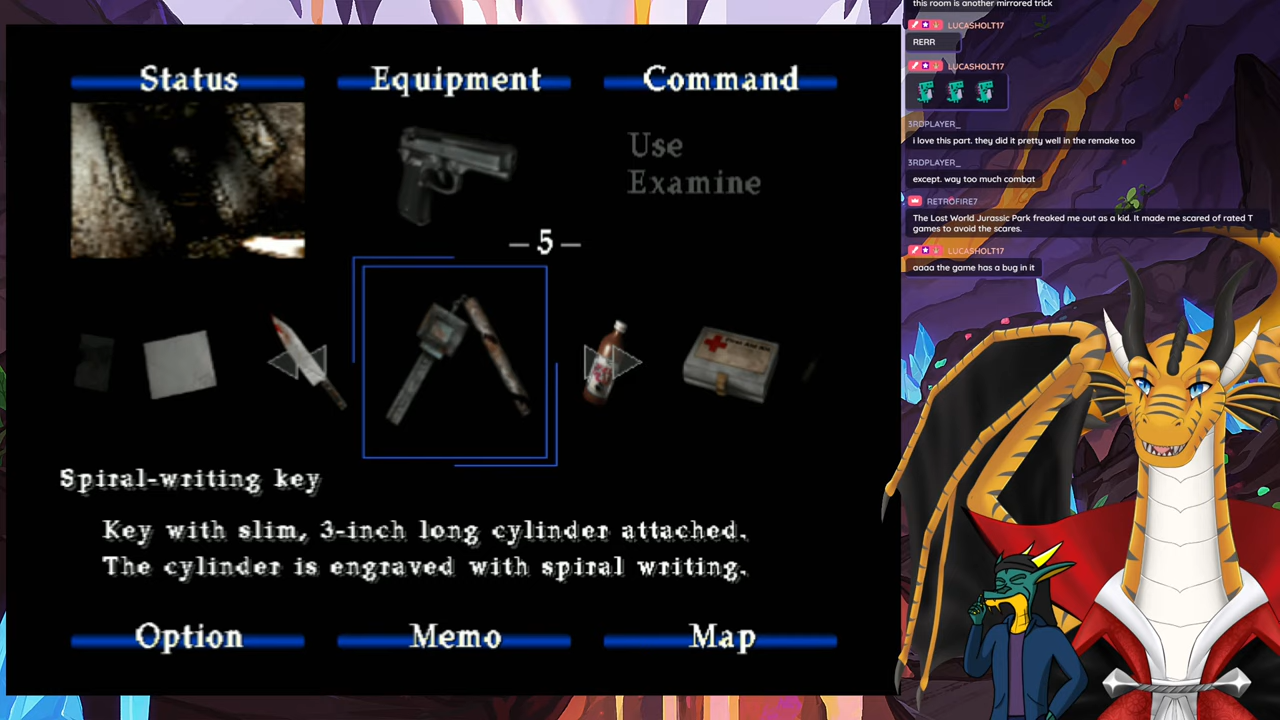 Status
Equipment
Command
Use
Examine
5
First Aid Kit
Spiral-writing key
Key with slim, 3-inch long cylinder attached.
The cylinder is engraved with spiral writing.
Option
Memo
Map
this room is another mirrored trick
LUCASHOLT17
RERR
LUCASHOLT17
3RDPLAYER_
i love this part. they did it pretty well in the remake too
3RDPLAYER_
except. way too much combat
RETROFIRE7
The Lost World Jurassic Park freaked me out as a kid. It made me scared of rated T
games to avoid the scares.
LUCASHOLT17
aaaa the game has a bug in it